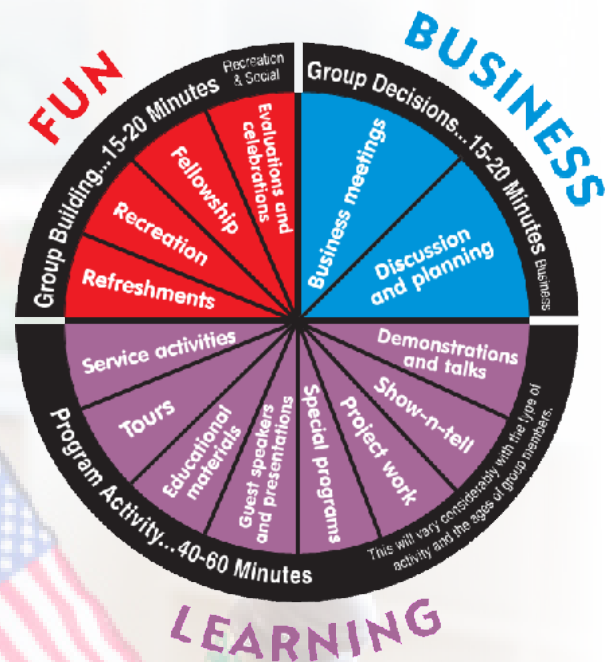 FUN
BUSINESS
Group Building...15-20 Minutes
Recreation
& Social
Group Decisions...15-20 Minutes
Business
Evaluations and
celebrations
Fellowship
Recreation
Refreshments
Business meetings
Discussion
and planning
Service activities
Tours
Educational
materials
Guest speakers
and presentations
Special programs
Project work
Show-n-tell
Demonstrations
and talks
Program Activity...40-60 Minutes
This will vary considerably with the type of
activity and the ages of group members.
LEARNING